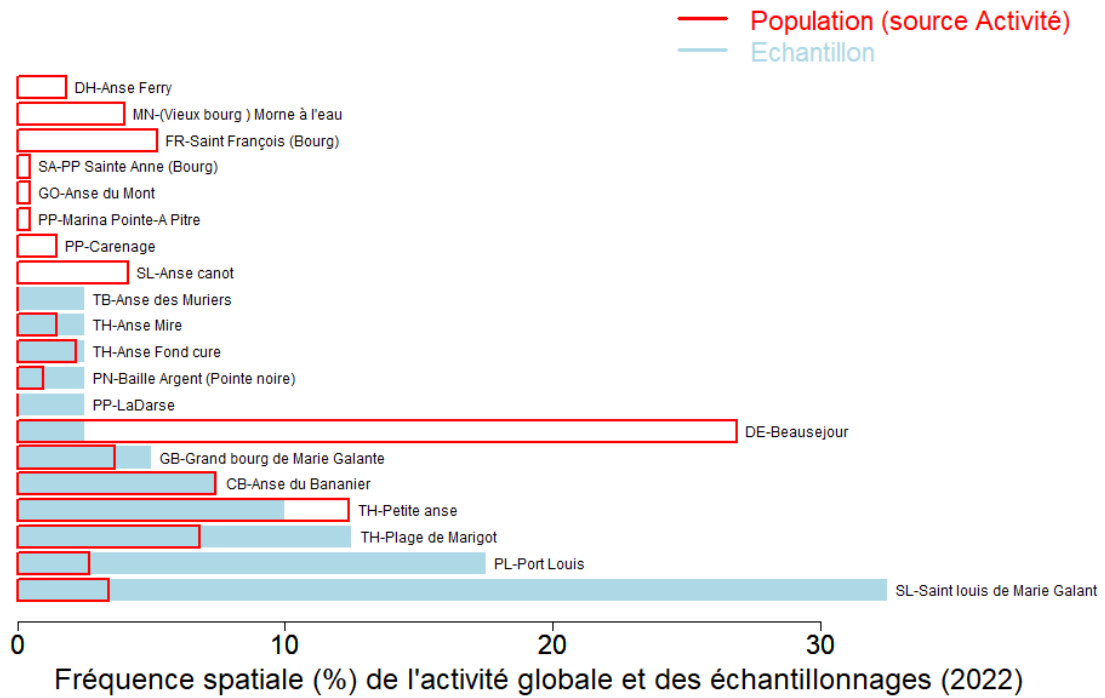 Population (source Activité)
Echantillon
DH-Anse Ferry
MN-(Vieux bourg ) Morne à l'eau
FR-Saint François (Bourg)
SA-PP Sainte Anne (Bourg)
GO-Anse du Mont
PP-Marina Pointe-A Pitre
PP-Carenage
SL-Anse canot
TB-Anse des Muriers
TH-Anse Mire
TH-Anse Fond cure
PN-Baille Argent (Pointe noire)
PP-LaDarse
DE-Beausejour
GB-Grand bourg de Marie Galante
CB-Anse du Bananier
TH-Petite anse
TH-Plage de Marigot
PL-Port Louis
SL-Saint louis de Marie Galant
0 10 20 30
Fréquence spatiale (%) de l'activité globale et des échantillonnages (2022)